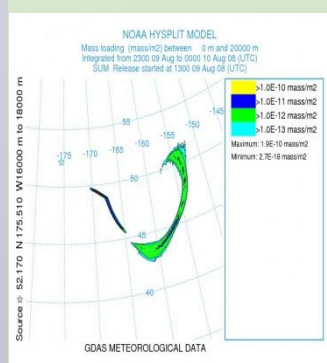 NOAA HYSPLIT MODEL
Mass loading (mass/m2) between 0 m and 20000 m
Integrated from 2300 09 Aug to 0000 10 Aug 08 (UTC)
SUM Release started at 1300 09 Aug 08 (UTC)
>1.0E-10 mass/m2
>1.0E-11 mass/m2
>1.0E-12 mass/m2
>1.0E-13 mass/m2
Maximum: 1.9E-10 mass/m2
Minimum: 2.7E-18 mass/m2
-145
-150
-155
-160
-165
-170
-175
55
50
45
40
Source ☆ 52.170 N 175.510 W16000 m to 18000 m
GDAS METEOROLOGICAL DATA